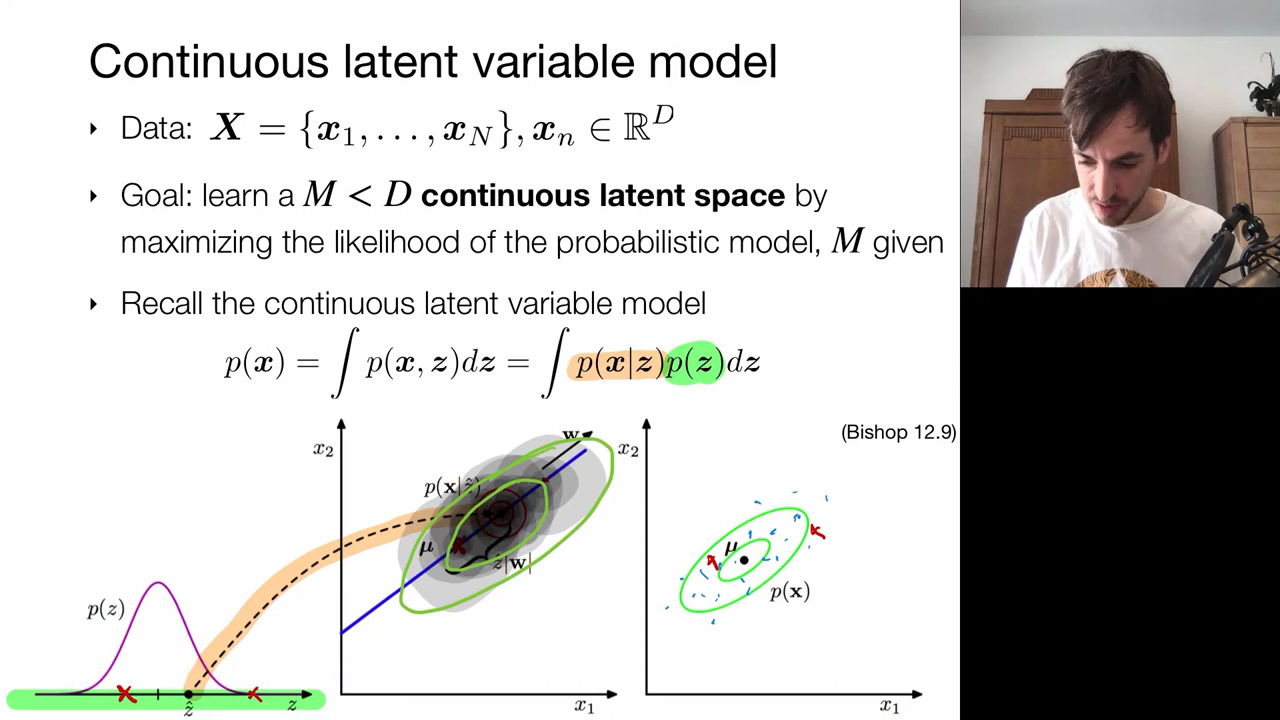 Continuous latent variable model
‣ Data: X = {x₁, . . . , x_N}, xₙ ∈ ℝᴰ
‣ Goal: learn a M < D continuous latent space by
maximizing the likelihood of the probabilistic model, M given
‣ Recall the continuous latent variable model
p(x) = ∫ p(x, z)dz = ∫ p(x|z)p(z)dz
(Bishop 12.9)
x₂
w
x₂
p(x|ẑ)
μ
ẑ|w|
μ
p(x)
p(z)
ẑ
z
x₁
x₁